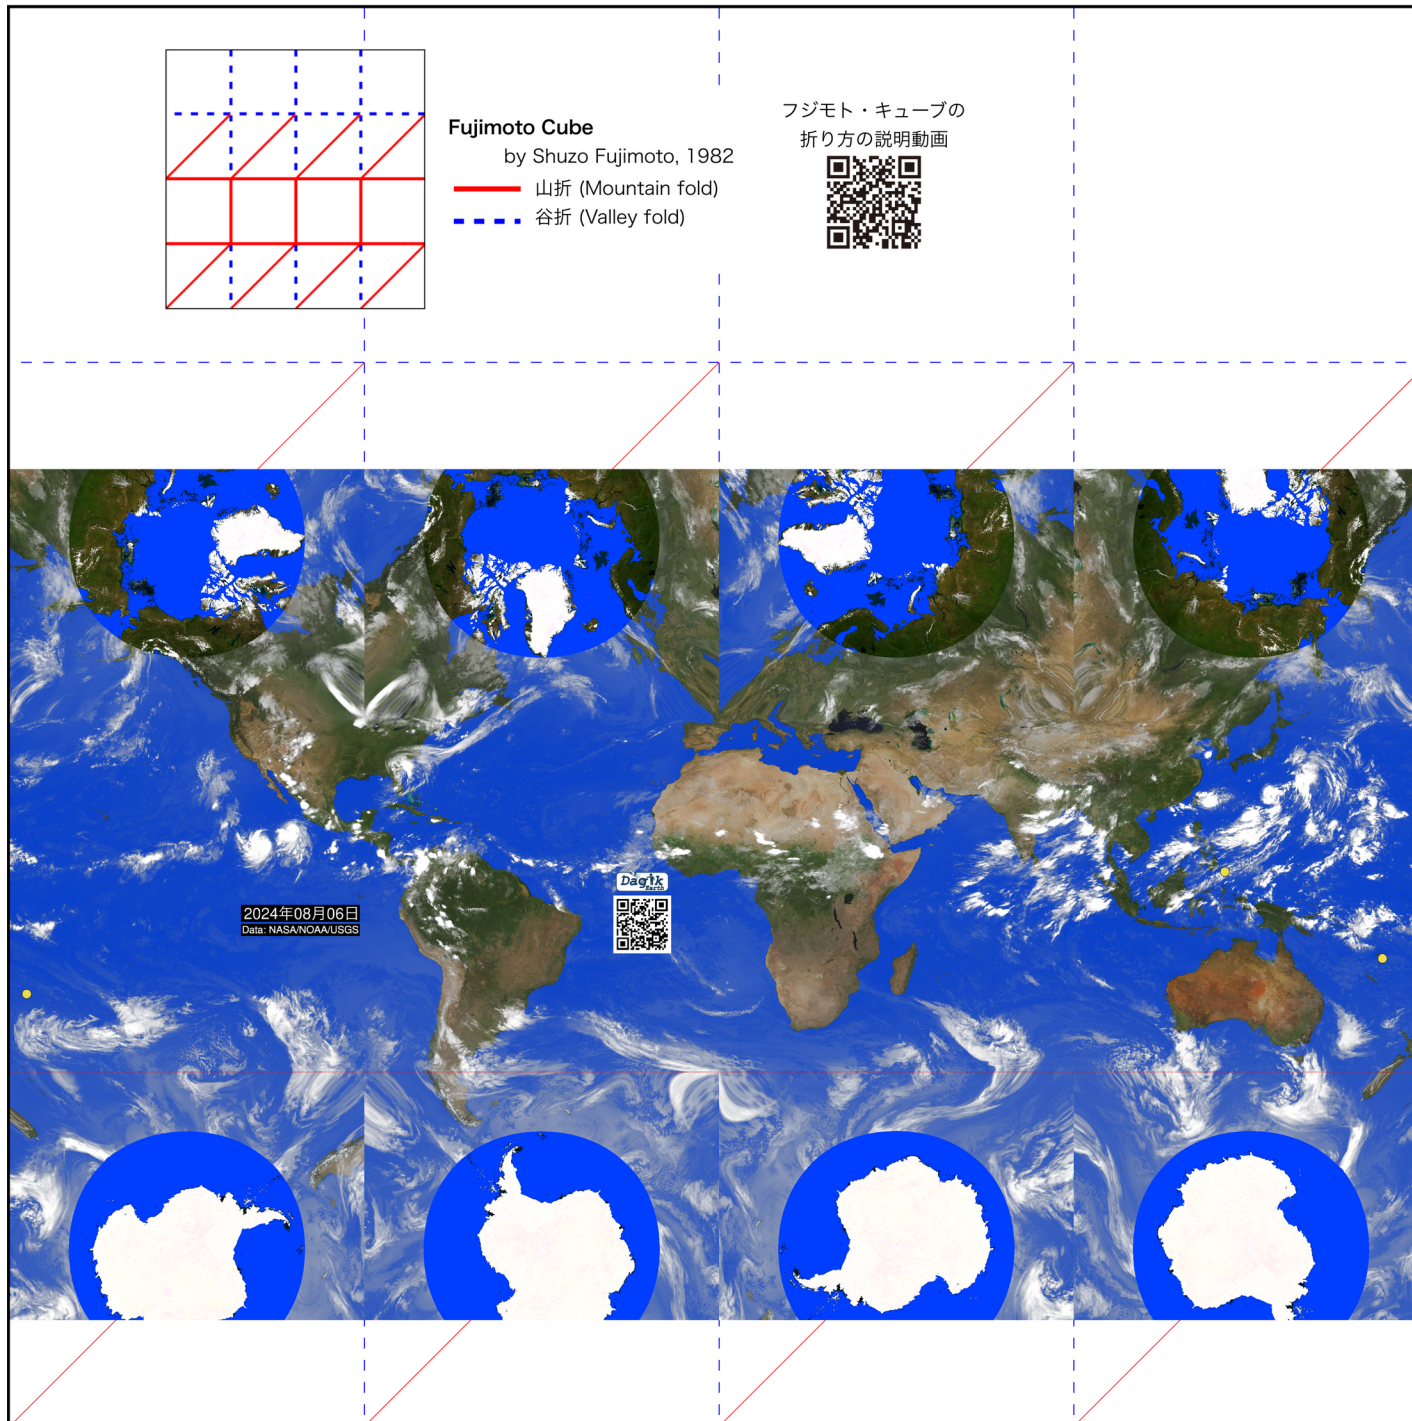 Fujimoto Cube
by Shuzo Fujimoto, 1982
山折 (Mountain fold)
谷折 (Valley fold)
フジモト・キューブの
折り方の説明動画
Dagik
Earth
2024年08月06日
Data: NASA/NOAA/USGS